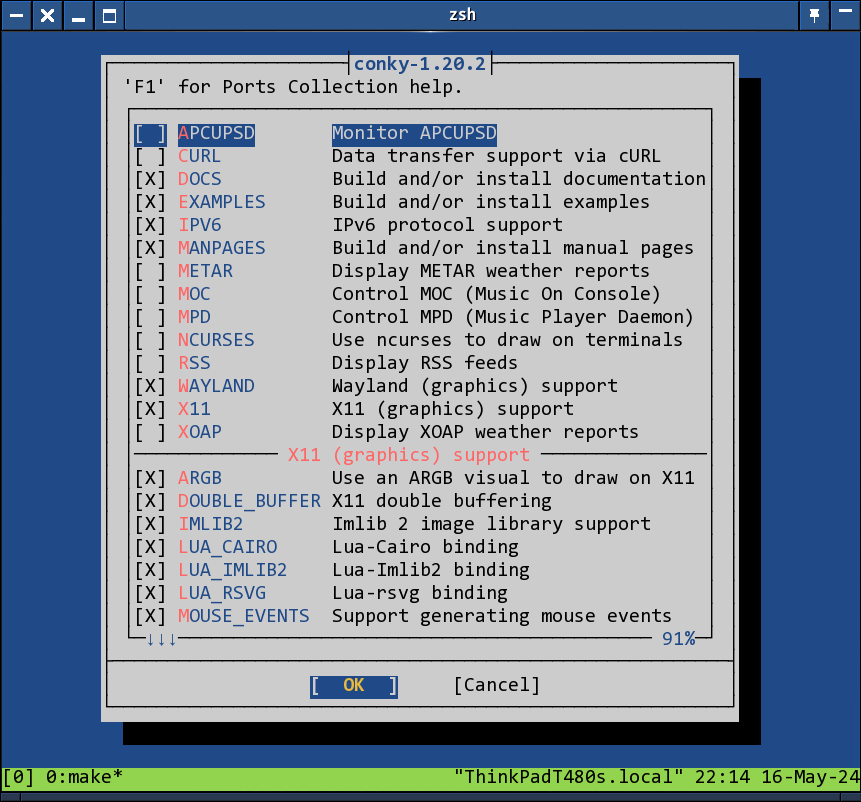 zsh
conky-1.20.2
'F1' for Ports Collection help.
[ ] APCUPSD Monitor APCUPSD
[ ] CURL Data transfer support via cURL
[X] DOCS Build and/or install documentation
[X] EXAMPLES Build and/or install examples
[X] IPV6 IPv6 protocol support
[X] MANPAGES Build and/or install manual pages
[ ] METAR Display METAR weather reports
[ ] MOC Control MOC (Music On Console)
[ ] MPD Control MPD (Music Player Daemon)
[ ] NCURSES Use ncurses to draw on terminals
[ ] RSS Display RSS feeds
[X] WAYLAND Wayland (graphics) support
[X] X11 X11 (graphics) support
[ ] XOAP Display XOAP weather reports
X11 (graphics) support
[X] ARGB Use an ARGB visual to draw on X11
[X] DOUBLE_BUFFER X11 double buffering
[X] IMLIB2 Imlib 2 image library support
[X] LUA_CAIRO Lua-Cairo binding
[X] LUA_IMLIB2 Lua-Imlib2 binding
[X] LUA_RSVG Lua-rsvg binding
[X] MOUSE_EVENTS Support generating mouse events
↓↓↓ 91%
[ OK ] [Cancel]
[0] 0:make* "ThinkPadT480s.local" 22:14 16-May-24